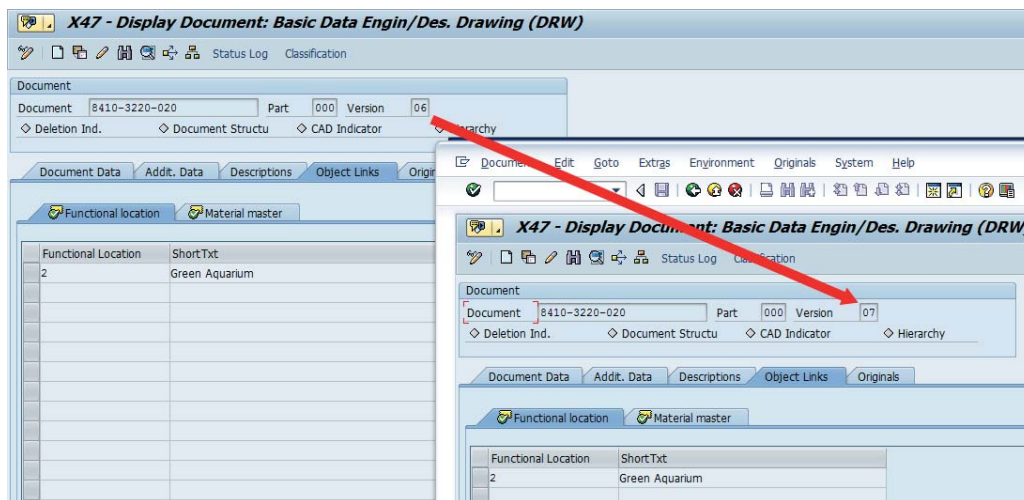 X47 - Display Document: Basic Data Engin/Des. Drawing (DRW)
Status Log Classification
Document
Document 8410-3220-020 Part 000 Version 06
Deletion Ind. Document Structu CAD Indicator Hierarchy
Document Data Addit. Data Descriptions Object Links
Functional location Material master
Functional Location ShortTxt
2 Green Aquarium
Edit Goto Extras Environment Originals System Help
X47 - Display Document: Basic Data Engin/Des. Drawing (DRW
Status Log Classification
Document
Document 8410-3220-020 Part 000 Version 07
Deletion Ind. Document Structu CAD Indicator Hierarchy
Document Data Addit. Data Descriptions Object Links Originals
Functional location Material master
Functional Location ShortTxt
2 Green Aquarium